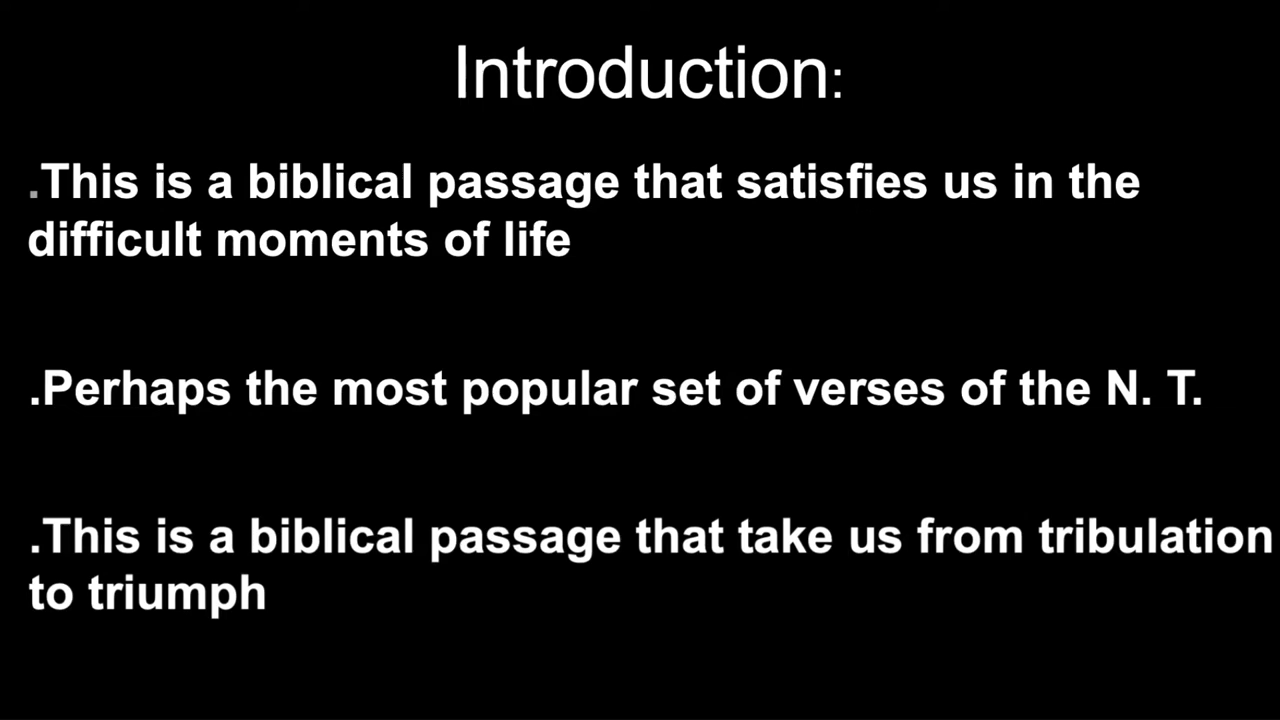 Introduction:
.This is a biblical passage that satisfies us in the
difficult moments of life
.Perhaps the most popular set of verses of the N. T.
.This is a biblical passage that take us from tribulation
to triumph